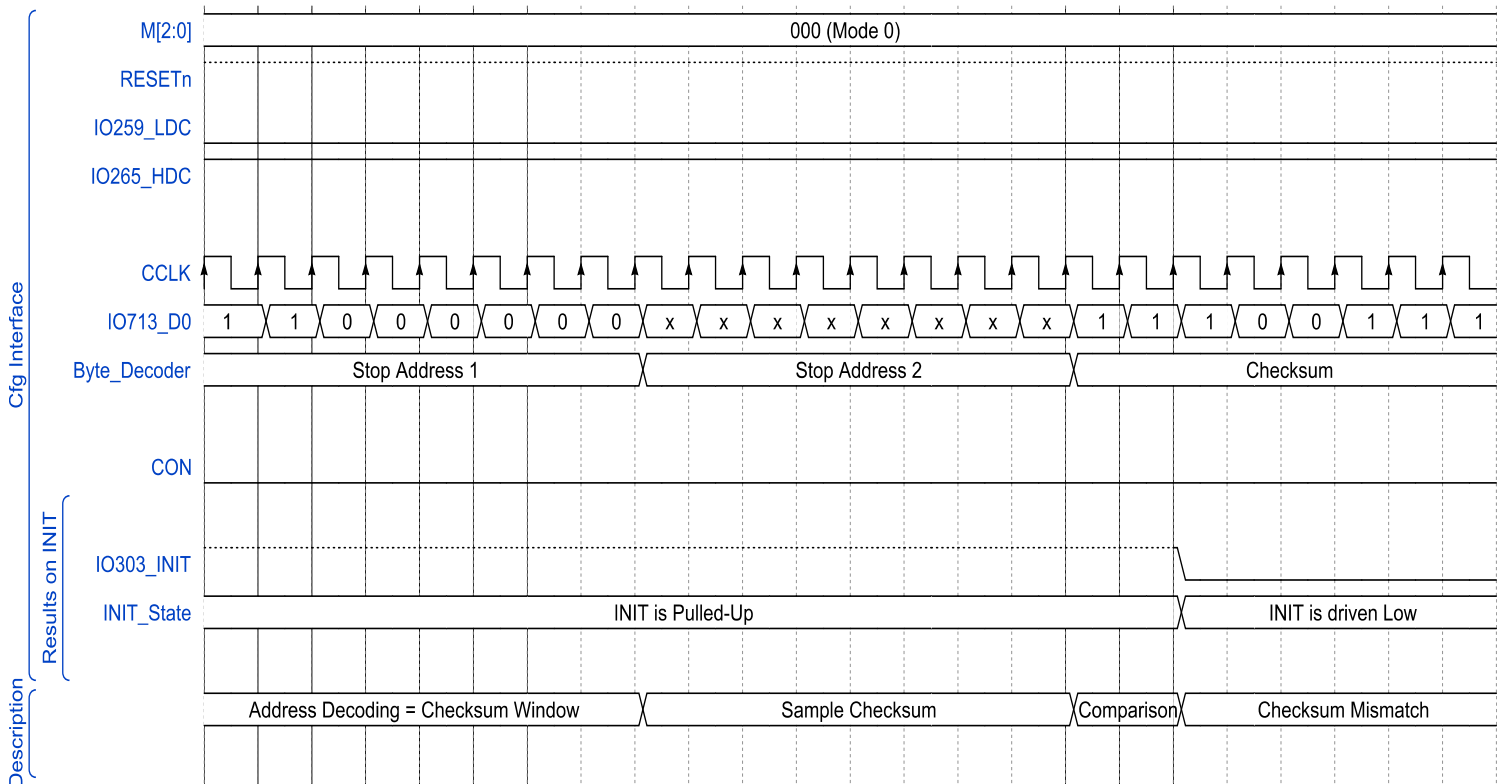 M[2:0] 000 (Mode 0)
RESETn
IO259_LDC
IO265_HDC
CCLK
IO713_D0 1 1 0 0 0 0 0 0 x x x x x x x x 1 1 1 0 0 1 1 1
Byte_Decoder Stop Address 1 Stop Address 2 Checksum
CON
IO303_INIT
INIT_State INIT is Pulled-Up INIT is driven Low
Address Decoding = Checksum Window Sample Checksum Comparison Checksum Mismatch
Cfg Interface
Results on INIT
Description